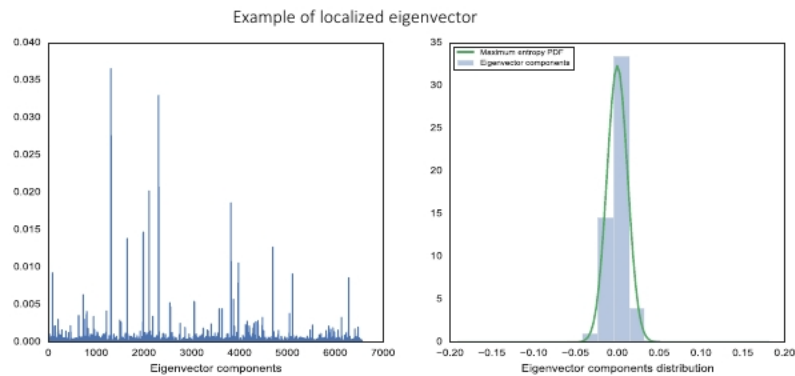 Example of localized eigenvector
0.040
0.035
0.030
0.025
0.020
0.015
0.010
0.005
0.000
0 1000 2000 3000 4000 5000 6000 7000
Eigenvector components
35
30
25
20
15
10
5
0
Maximum entropy PDF
Eigenvector components
−0.20 −0.15 −0.10 −0.05 0.00 0.05 0.10 0.15 0.20
Eigenvector components distribution